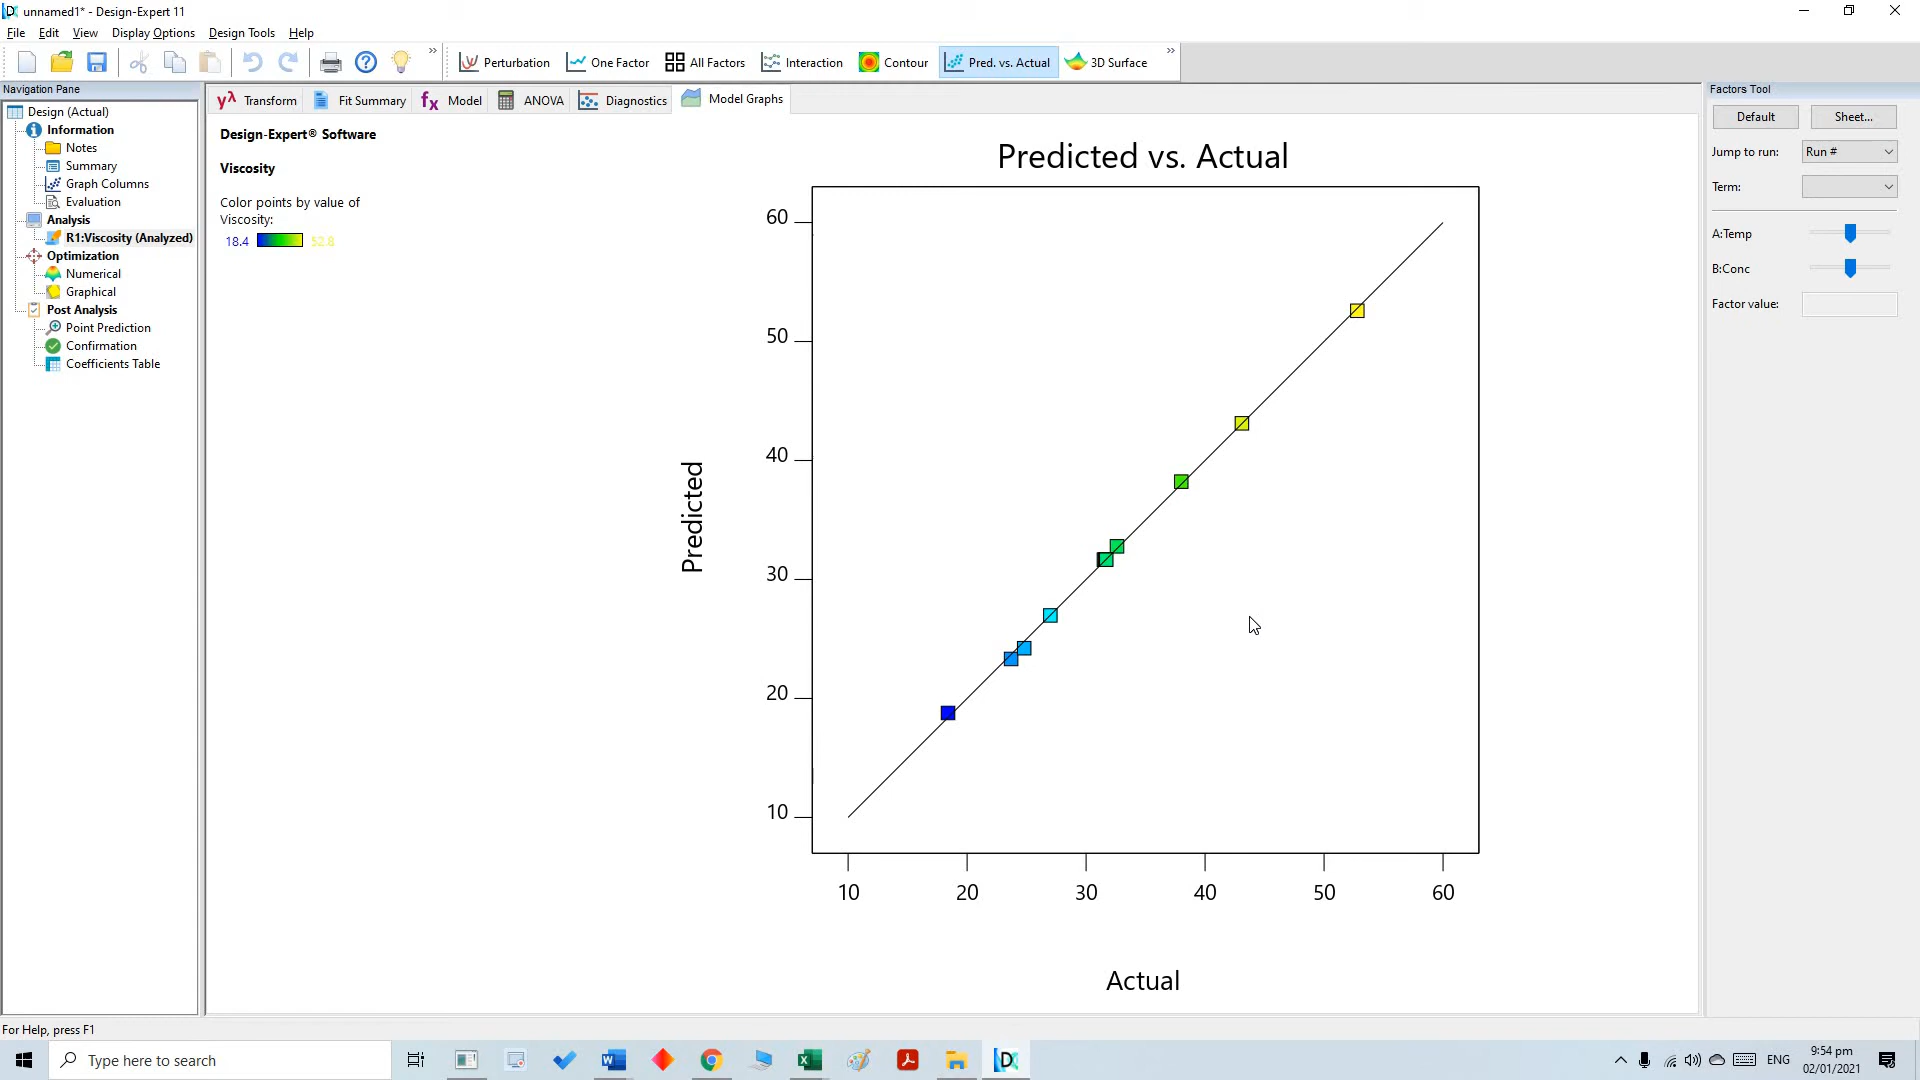 unnamed1* - Design-Expert 11
File Edit View Display Options Design Tools Help
» Perturbation One Factor All Factors Interaction Contour Pred. vs. Actual 3D Surface »
Navigation Pane
Design (Actual)
Information
Notes
Summary
Graph Columns
Evaluation
Analysis
R1:Viscosity (Analyzed)
Optimization
Numerical
Graphical
Post Analysis
Point Prediction
Confirmation
Coefficients Table
Transform Fit Summary Model ANOVA Diagnostics Model Graphs
Design-Expert® Software
Viscosity
Color points by value of
Viscosity:
18.4 52.8
Predicted vs. Actual
Predicted
60
50
40
30
20
10
10 20 30 40 50 60
Actual
Factors Tool
Default Sheet...
Jump to run: Run #
Term:
A:Temp
B:Conc
Factor value:
For Help, press F1
Type here to search
ENG
9:54 pm
02/01/2021